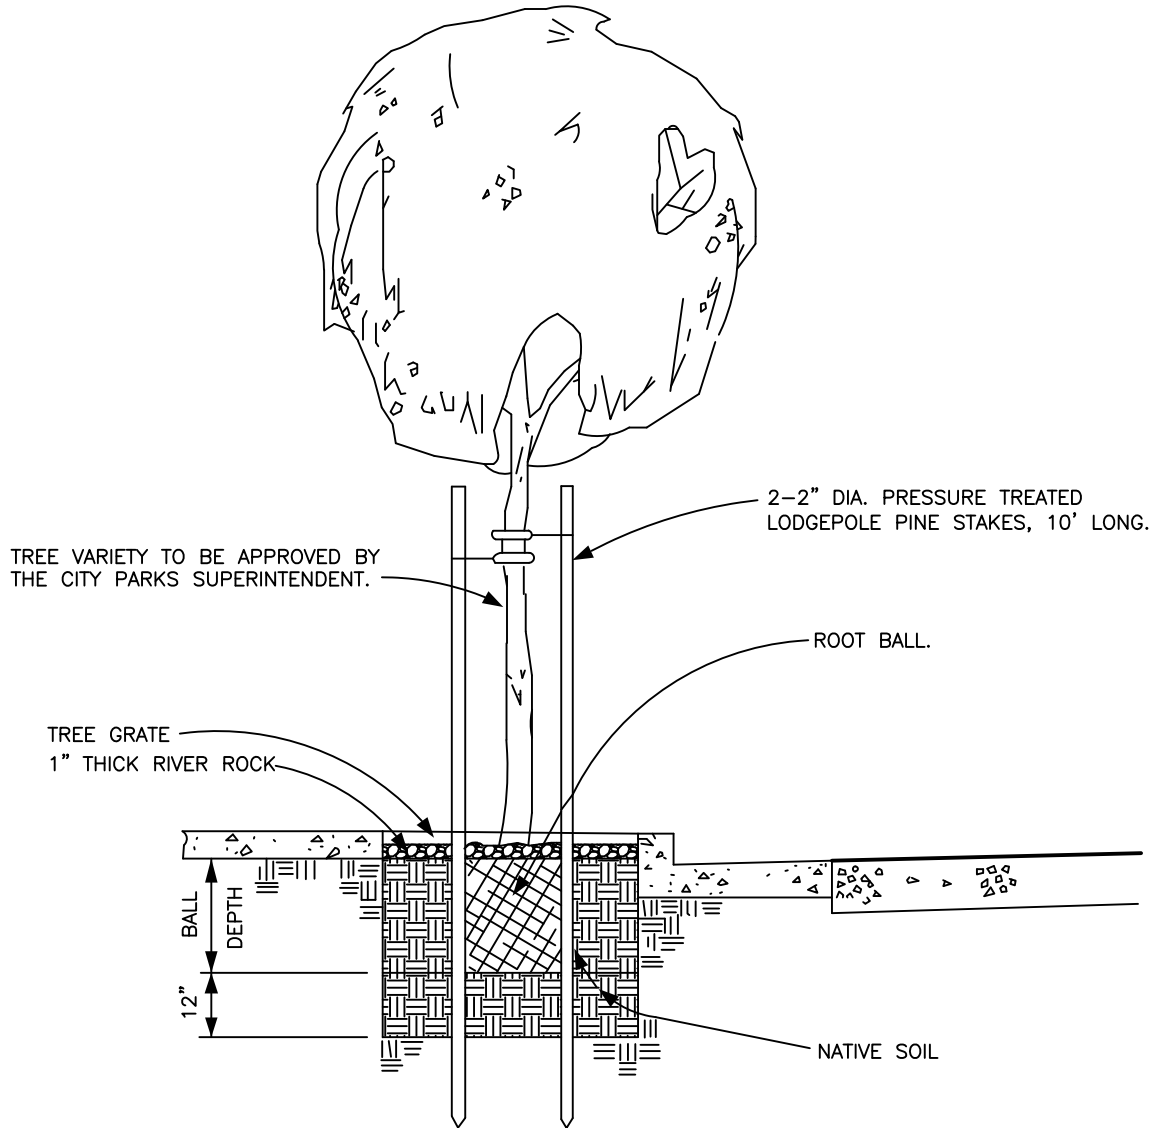 2-2" DIA. PRESSURE TREATED
LODGEPOLE PINE STAKES, 10' LONG.
TREE VARIETY TO BE APPROVED BY
THE CITY PARKS SUPERINTENDENT.
ROOT BALL.
TREE GRATE
1" THICK RIVER ROCK
BALL
DEPTH
12"
NATIVE SOIL